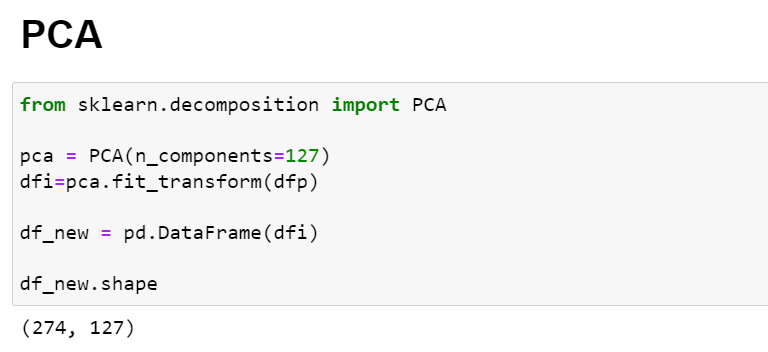 PCA
from sklearn.decomposition import PCA
pca = PCA(n_components=127)
dfi=pca.fit_transform(dfp)
df_new = pd.DataFrame(dfi)
df_new.shape
(274, 127)